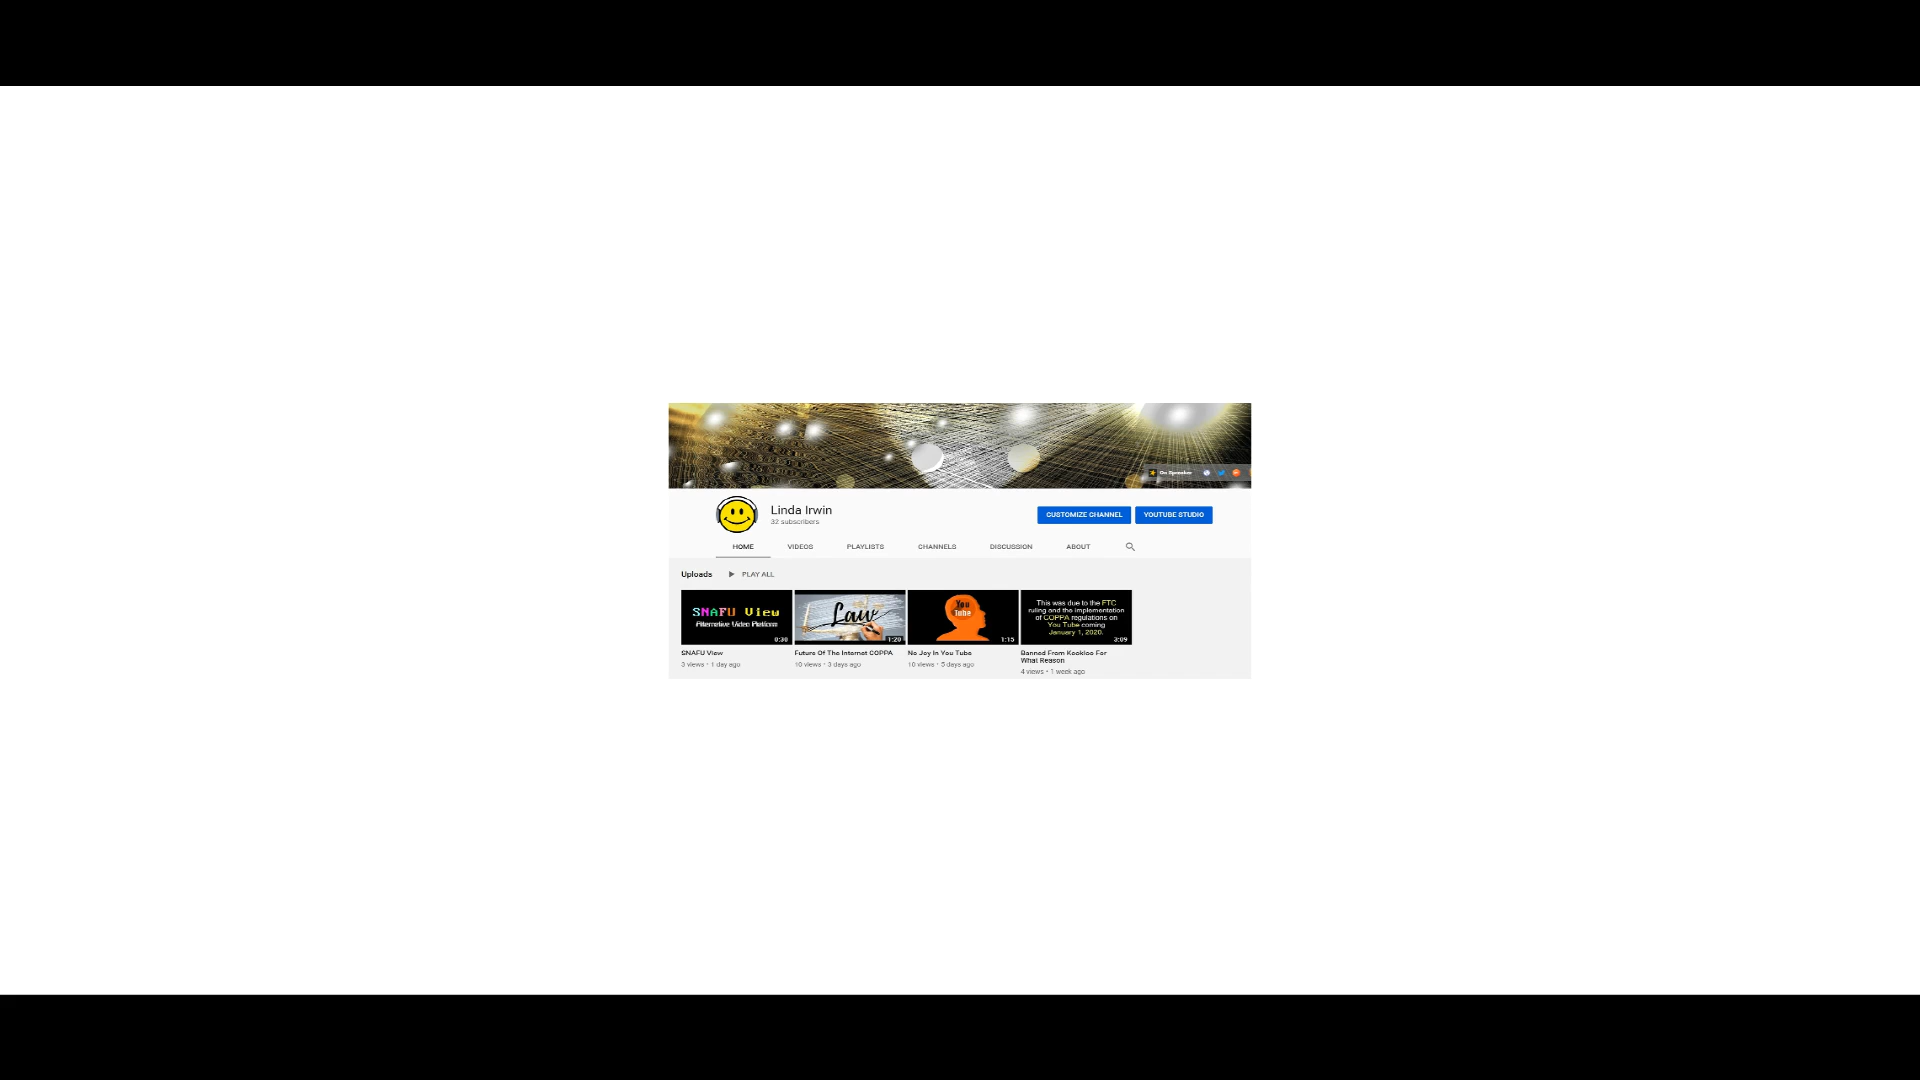 On Spreaker
Linda Irwin
32 subscribers
CUSTOMIZE CHANNEL
YOUTUBE STUDIO
HOME VIDEOS PLAYLISTS CHANNELS DISCUSSION ABOUT
Uploads PLAY ALL
SNAFU View
Alternative Video Platform
0:30
Law
1:20
You
Tube
1:15
This was due to the FTC
ruling and the implementation
of COPPA regulations on
You Tube coming
January 1, 2020.
3:09
SNAFU View
3 views • 1 day ago
Future Of The Internet COPPA
10 views • 3 days ago
No Joy In You Tube
10 views • 5 days ago
Banned From Kookloo For
What Reason
4 views • 1 week ago